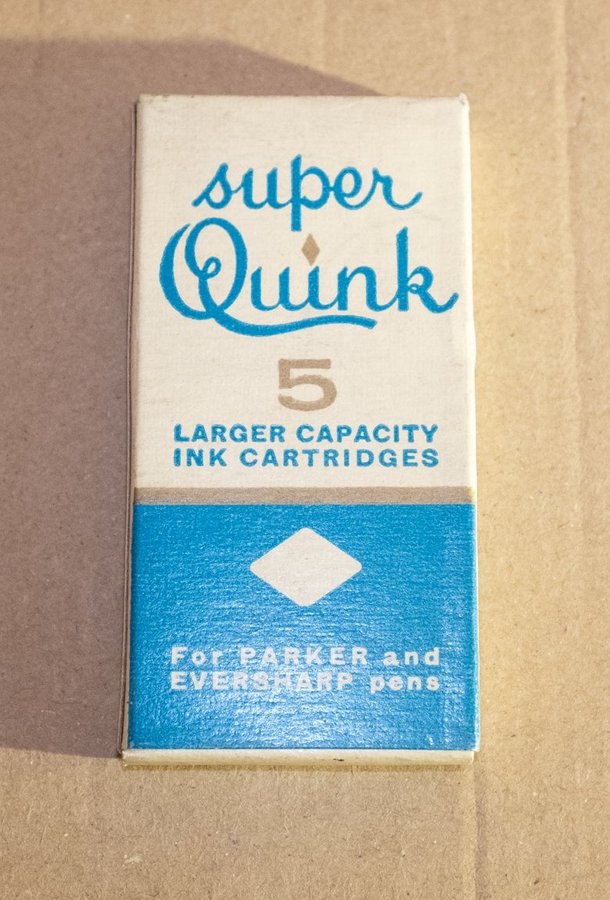 super
Quink
5
LARGER CAPACITY
INK CARTRIDGES
For PARKER and
EVERSHARP pens